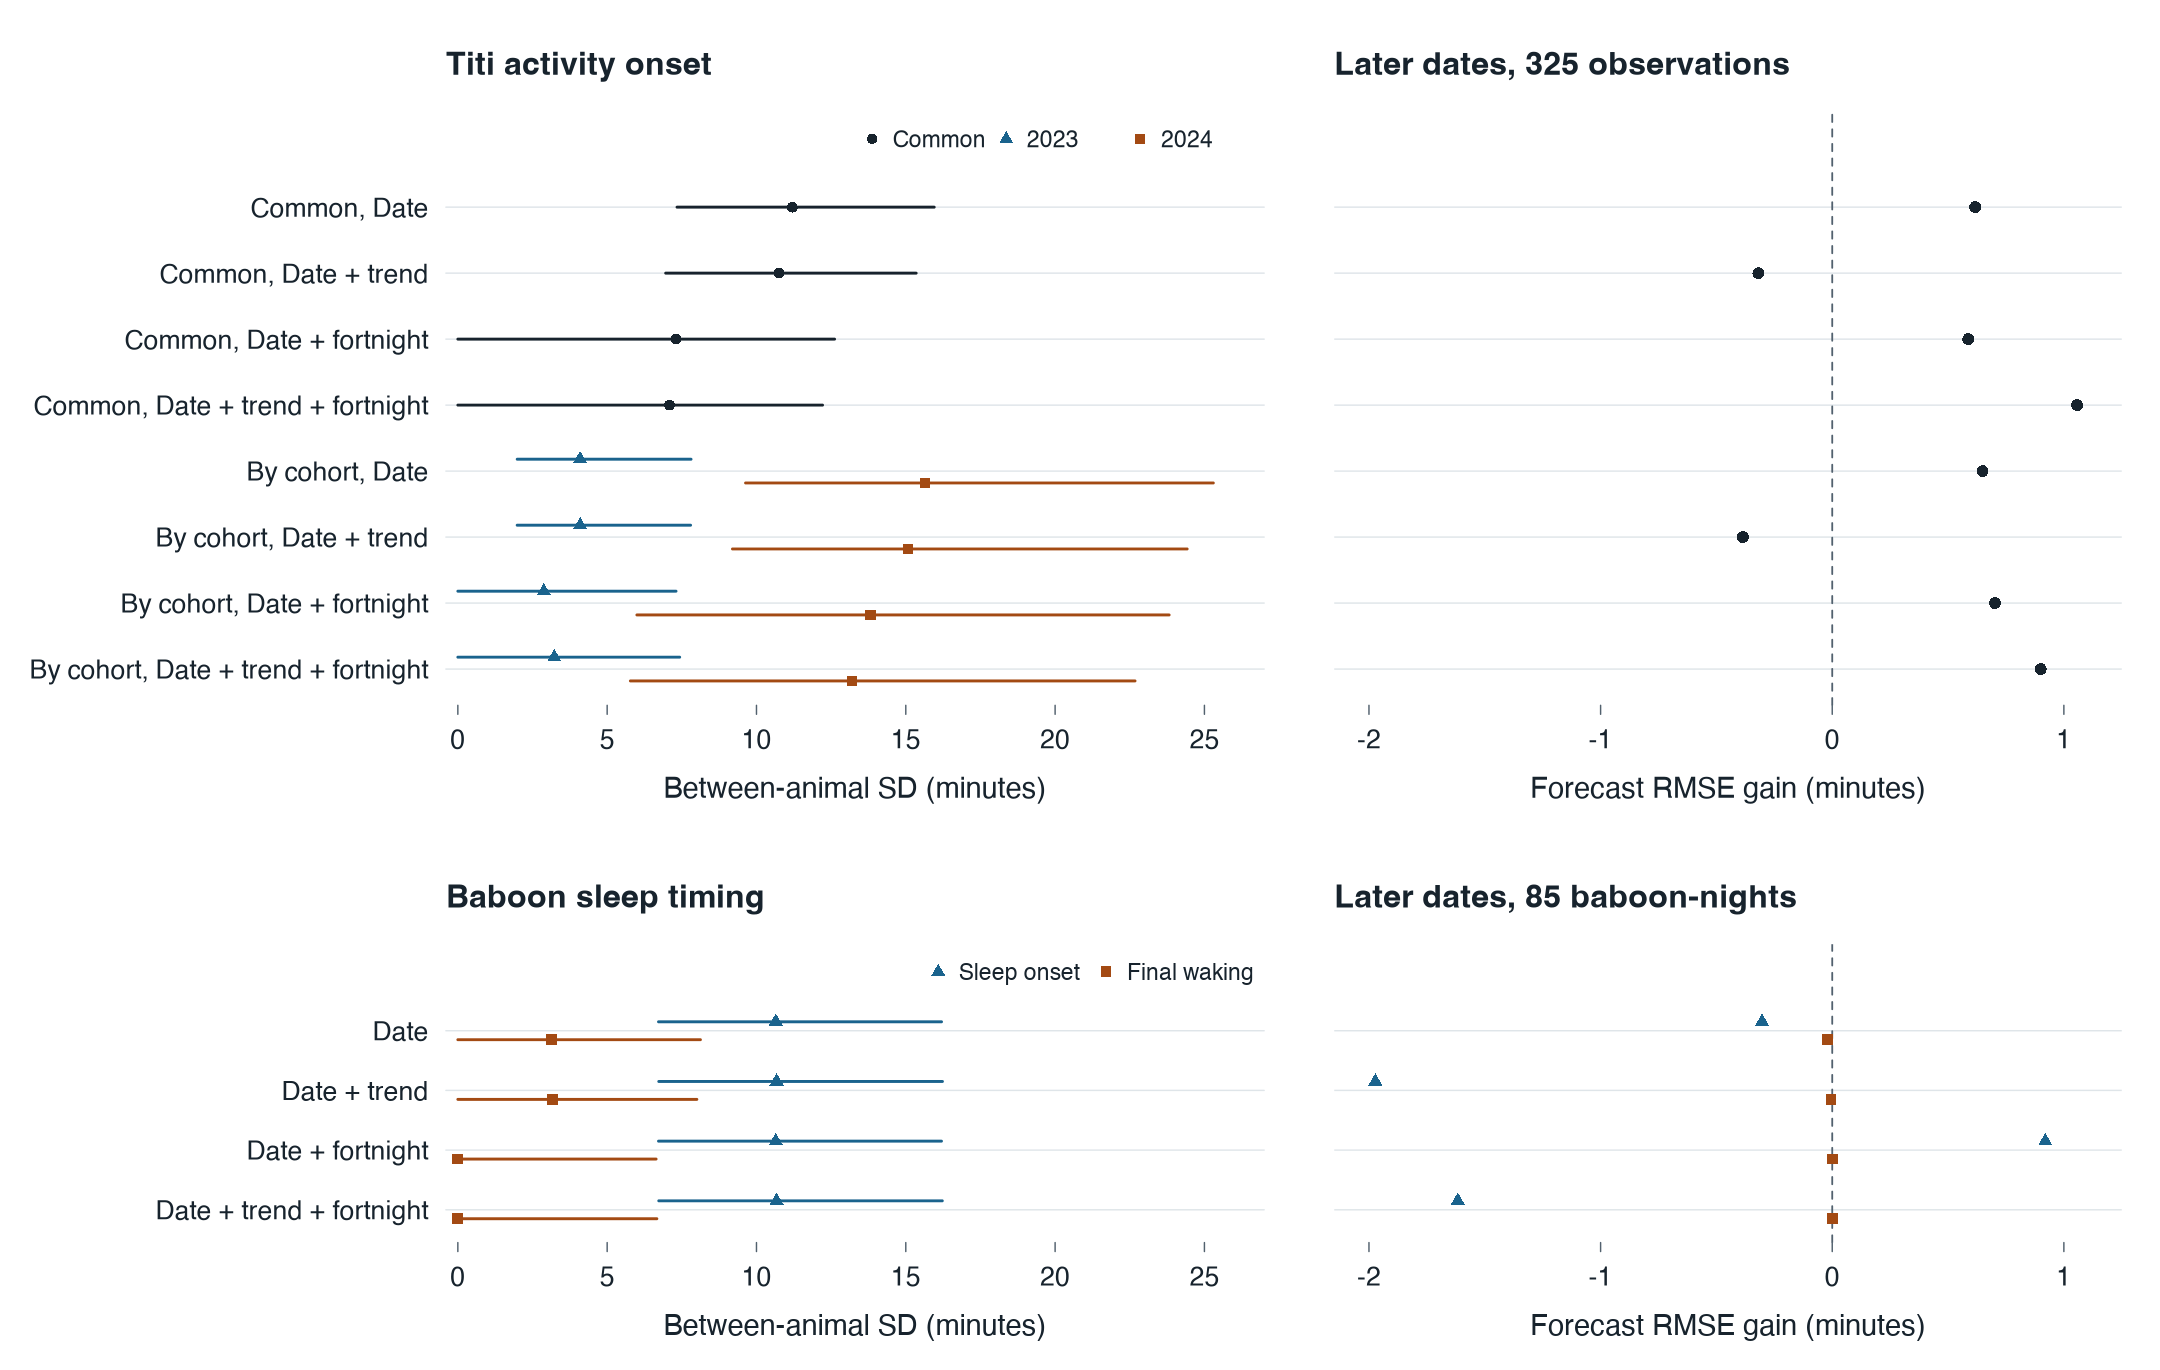 Titi activity onset
Common
2023
2024
Common, Date
Common, Date + trend
Common, Date + fortnight
Common, Date + trend + fortnight
By cohort, Date
By cohort, Date + trend
By cohort, Date + fortnight
By cohort, Date + trend + fortnight
0 5 10 15 20 25
Between-animal SD (minutes)
Later dates, 325 observations
-2 -1 0 1
Forecast RMSE gain (minutes)
Baboon sleep timing
Sleep onset
Final waking
Date
Date + trend
Date + fortnight
Date + trend + fortnight
0 5 10 15 20 25
Between-animal SD (minutes)
Later dates, 85 baboon-nights
-2 -1 0 1
Forecast RMSE gain (minutes)